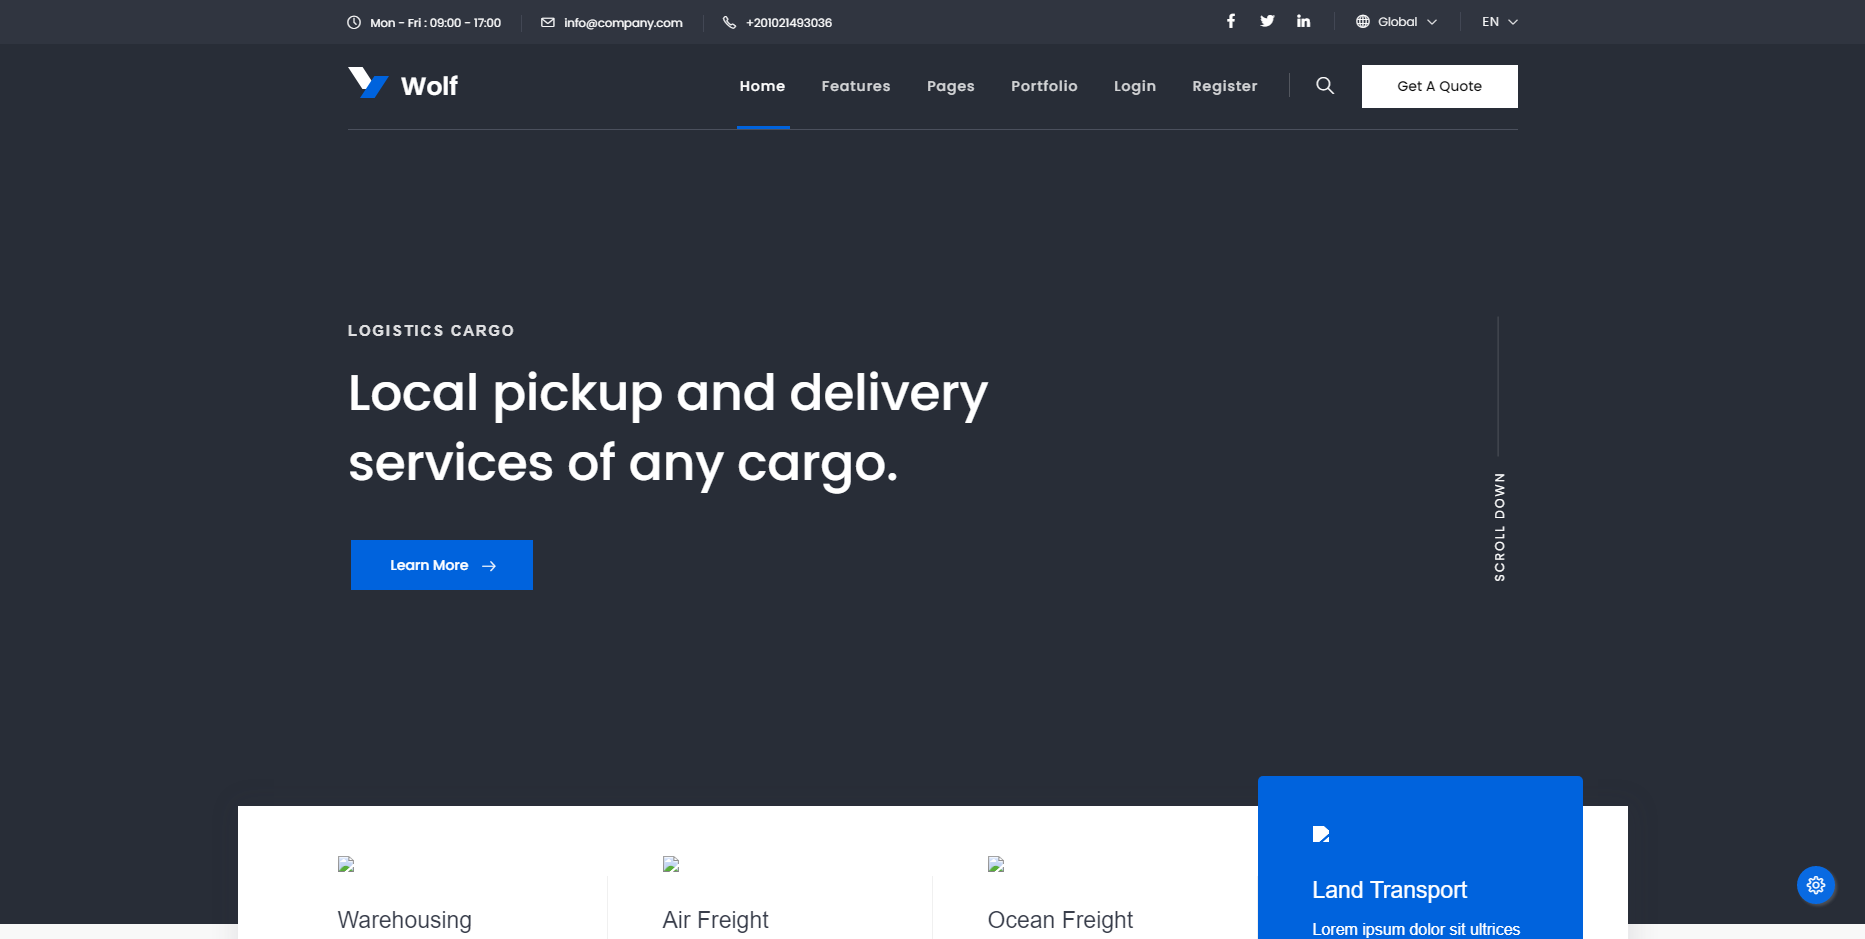 Mon - Fri : 09:00 - 17:00
info@company.com
+201021493036
Global
EN
Wolf
Home
Features
Pages
Portfolio
Login
Register
Get A Quote
LOGISTICS CARGO
Local pickup and delivery
services of any cargo.
Learn More
SCROLL DOWN
Warehousing
Air Freight
Ocean Freight
Land Transport
Lorem ipsum dolor sit ultrices